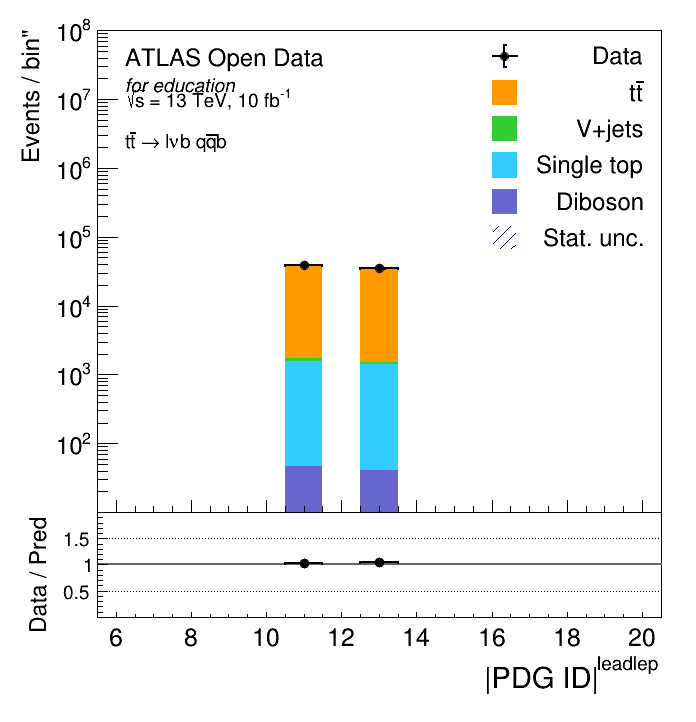 10⁸
Events / bin"
ATLAS Open Data
for education
√s = 13 TeV, 10 fb⁻¹
tt̄ → lνb qq̄b
Data
tt̄
V+jets
Single top
Diboson
Stat. unc.
10⁷
10⁶
10⁵
10⁴
10³
10²
Data / Pred
1.5
1
0.5
6 8 10 12 14 16 18 20
|PDG ID|ˡᵉᵃᵈˡᵉᵖ